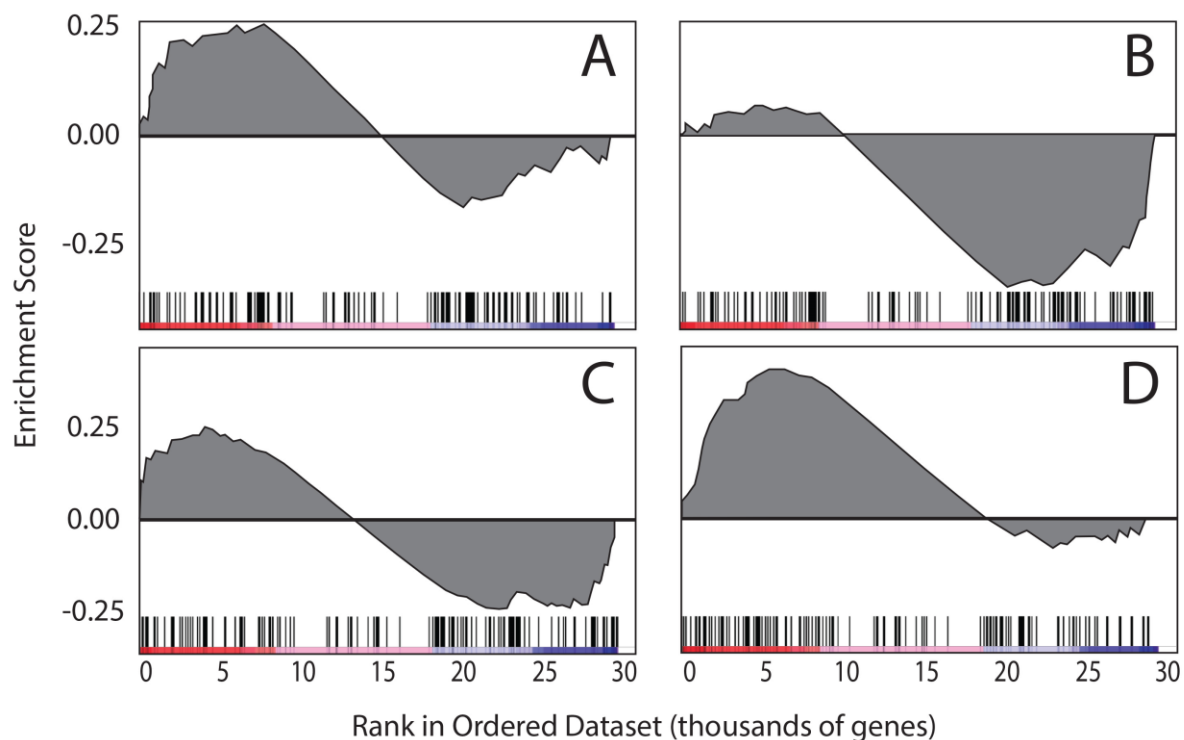 A
B
0.25
0.00
-0.25
C
D
0.25
0.00
-0.25
Enrichment Score
0 5 10 15 20 25 30
0 5 10 15 20 25 30
Rank in Ordered Dataset (thousands of genes)